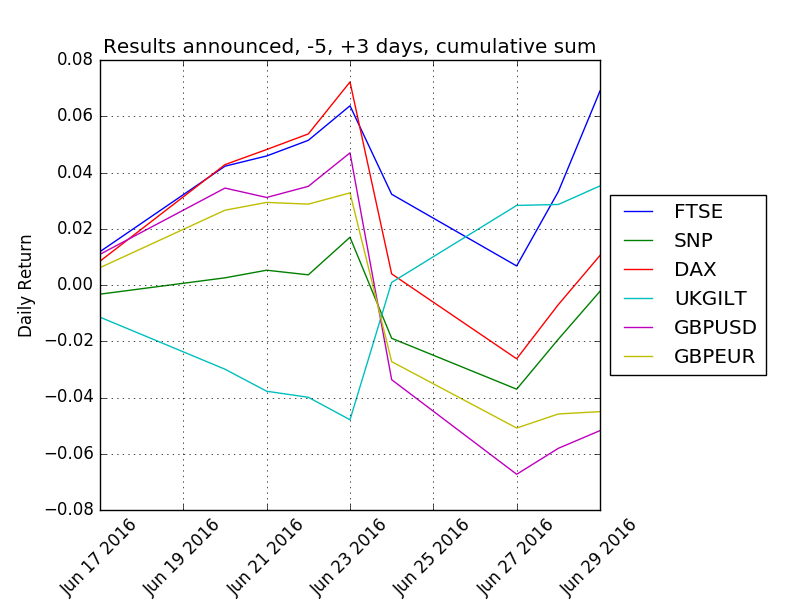 Results announced, -5, +3 days, cumulative sum
0.08
0.06
0.04
0.02
0.00
−0.02
−0.04
−0.06
−0.08
Daily Return
Jun 17 2016
Jun 19 2016
Jun 21 2016
Jun 23 2016
Jun 25 2016
Jun 27 2016
Jun 29 2016
FTSE
SNP
DAX
UKGILT
GBPUSD
GBPEUR